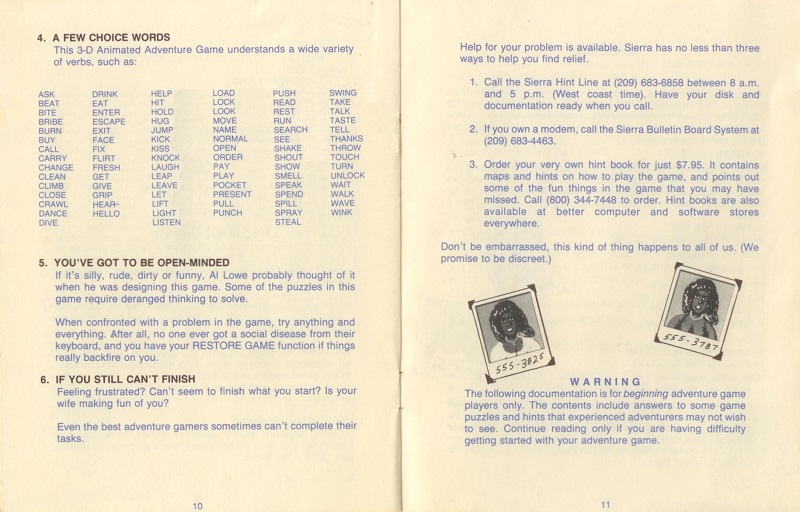 4. A FEW CHOICE WORDS
This 3-D Animated Adventure Game understands a wide variety
of verbs, such as:
ASK DRINK HELP LOAD PUSH SWING
BEAT EAT HIT LOCK READ TAKE
BITE ENTER HOLD LOOK REST TALK
BRIBE ESCAPE HUG MOVE RUN TASTE
BURN EXIT JUMP NAME SEARCH TELL
BUY FACE KICK NORMAL SEE THANKS
CALL FIX KISS OPEN SHAKE THROW
CARRY FLIRT KNOCK ORDER SHOUT TOUCH
CHANGE FRESH LAUGH PAY SHOW TURN
CLEAN GET LEAP PLAY SMELL UNLOCK
CLIMB GIVE LEAVE POCKET SPEAK WAIT
CLOSE GRIP LET PRESENT SPEND WALK
CRAWL HEAR LIFT PULL SPILL WAVE
DANCE HELLO LIGHT PUNCH SPRAY WINK
DIVE LISTEN STEAL
5. YOU'VE GOT TO BE OPEN-MINDED
If it's silly, rude, dirty or funny, Al Lowe probably thought of it
when he was designing this game. Some of the puzzles in this
game require deranged thinking to solve.
When confronted with a problem in the game, try anything and
everything. After all, no one ever got a social disease from their
keyboard, and you have your RESTORE GAME function if things
really backfire on you.
6. IF YOU STILL CAN'T FINISH
Feeling frustrated? Can't seem to finish what you start? Is your
wife making fun of you?
Even the best adventure gamers sometimes can't complete their
tasks.
10
Help for your problem is available. Sierra has no less than three
ways to help you find relief.
1. Call the Sierra Hint Line at (209) 683-6858 between 8 a.m.
and 5 p.m. (West coast time). Have your disk and
documentation ready when you call.
2. If you own a modem, call the Sierra Bulletin Board System at
(209) 683-4463.
3. Order your very own hint book for just $7.95. It contains
maps and hints on how to play the game, and points out
some of the fun things in the game that you may have
missed. Call (800) 344-7448 to order. Hint books are also
available at better computer and software stores
everywhere.
Don't be embarrassed, this kind of thing happens to all of us. (We
promise to be discreet.)
555-3825
555-3787
WARNING
The following documentation is for beginning adventure game
players only. The contents include answers to some game
puzzles and hints that experienced adventurers may not wish
to see. Continue reading only if you are having difficulty
getting started with your adventure game.
11